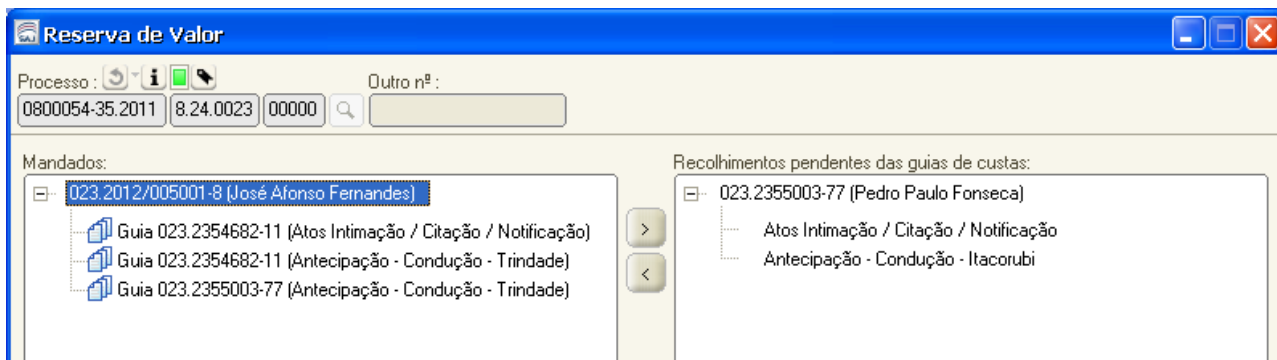 Reserva de Valor
Processo :
Outro nº :
0800054-35.2011 8.24.0023 00000
Mandados:
Recolhimentos pendentes das guias de custas:
023.2012/005001-8 (José Afonso Fernandes)
Guia 023.2354682-11 (Atos Intimação / Citação / Notificação)
Guia 023.2354682-11 (Antecipação - Condução - Trindade)
Guia 023.2355003-77 (Antecipação - Condução - Trindade)
>
<
023.2355003-77 (Pedro Paulo Fonseca)
Atos Intimação / Citação / Notificação
Antecipação - Condução - Itacorubi